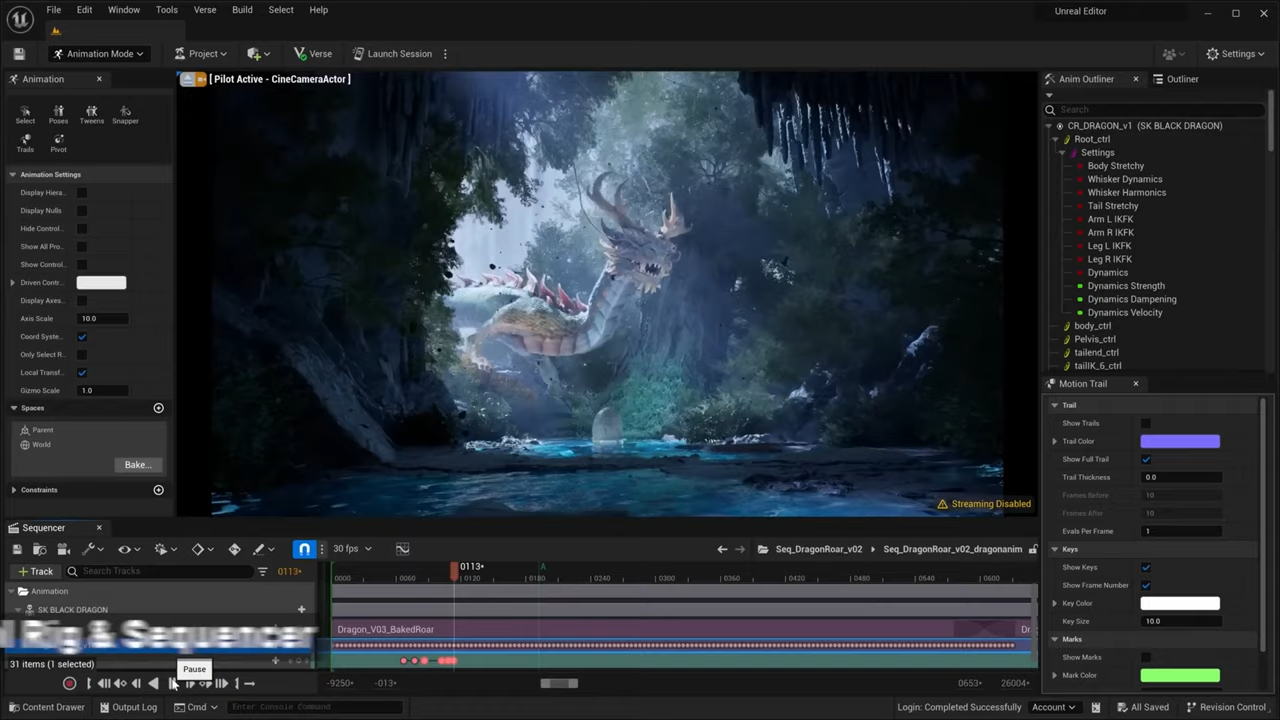 File Edit Window Tools Verse Build Select Help
Unreal Editor
Animation Mode Project Verse Launch Session Settings
Animation
[ Pilot Active - CineCameraActor ]
Anim Outliner Outliner
Select Poses Tweens Snapper
Trails Pivot
Search
CR_DRAGON_v1 (SK BLACK DRAGON)
Root_ctrl
Settings
Body Stretchy
Whisker Dynamics
Whisker Harmonics
Tail Stretchy
Arm L IKFK
Arm R IKFK
Leg L IKFK
Leg R IKFK
Dynamics
Dynamics Strength
Dynamics Dampening
Dynamics Velocity
body_ctrl
Pelvis_ctrl
tailend_ctrl
tailIK_6_ctrl
Animation Settings
Display Hiera...
Display Nulls
Hide Control...
Show All Pro...
Show Control...
Driven Contr...
Display Axes...
Axis Scale 10.0
Coord Syste...
Only Select R...
Local Transf...
Gizmo Scale 1.0
Spaces
Parent
World
Bake...
Constraints
Motion Trail
Trail
Show Trails
Trail Color
Show Full Trail
Trail Thickness 0.0
Frames Before 10
Frames After 10
Evals Per Frame 1
Keys
Show Keys
Show Frame Number
Key Color
Key Size 10.0
Marks
Show Marks
Mark Color
Streaming Disabled
Sequencer
30 fps
Seq_DragonRoar_v02 Seq_DragonRoar_v02_dragonanim
Track Search Tracks 0113*
0113*
A
0000 0060 0120 0180 0240 0300 0360 0420 0480 0540 0600
Animation
SK BLACK DRAGON
Dragon_V03_BakedRoar Dr
Sequencer
31 items (1 selected)
Pause
-9250+ -013+ 0653+ 26004+
Content Drawer Output Log Cmd Enter Console Command
Login: Completed Successfully Account All Saved Revision Control